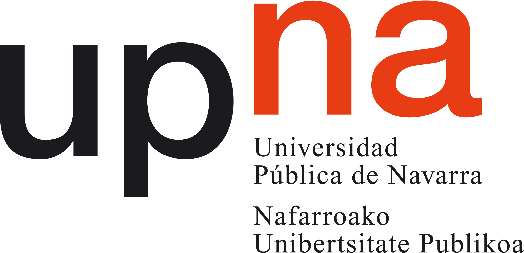 upna
Universidad
Pública de Navarra
Nafarroako
Unibertsitate Publikoa